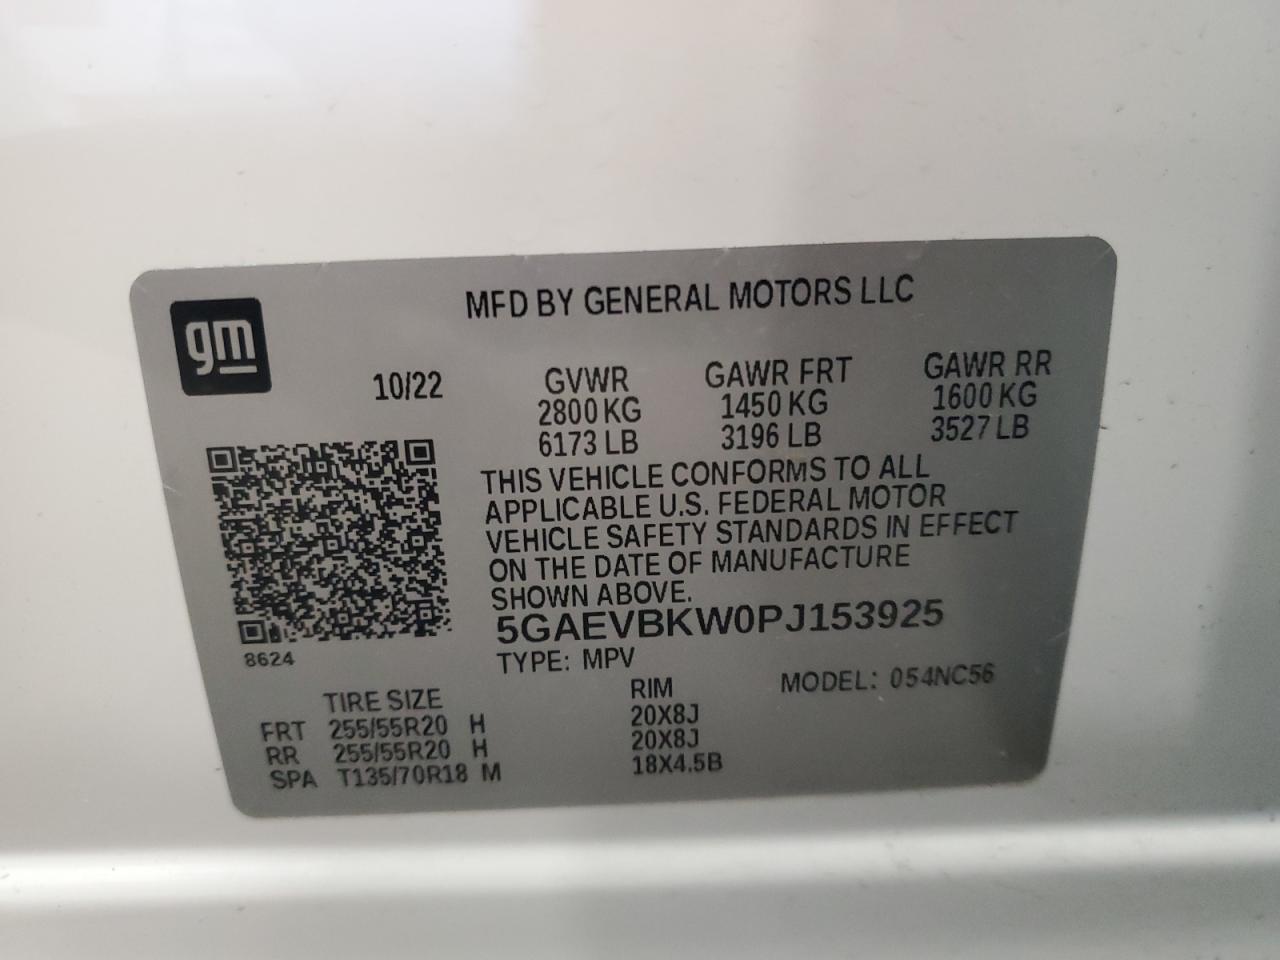 MFD BY GENERAL MOTORS LLC
gm
10/22 GVWR GAWR FRT GAWR RR
2800 KG 1450 KG 1600 KG
6173 LB 3196 LB 3527 LB
THIS VEHICLE CONFORMS TO ALL
APPLICABLE U.S. FEDERAL MOTOR
VEHICLE SAFETY STANDARDS IN EFFECT
ON THE DATE OF MANUFACTURE
SHOWN ABOVE.
5GAEVBKW0PJ153925
8624
TYPE: MPV MODEL: 054NC56
TIRE SIZE RIM
FRT 255/55R20 H 20X8J
RR 255/55R20 H 20X8J
SPA T135/70R18 M 18X4.5B